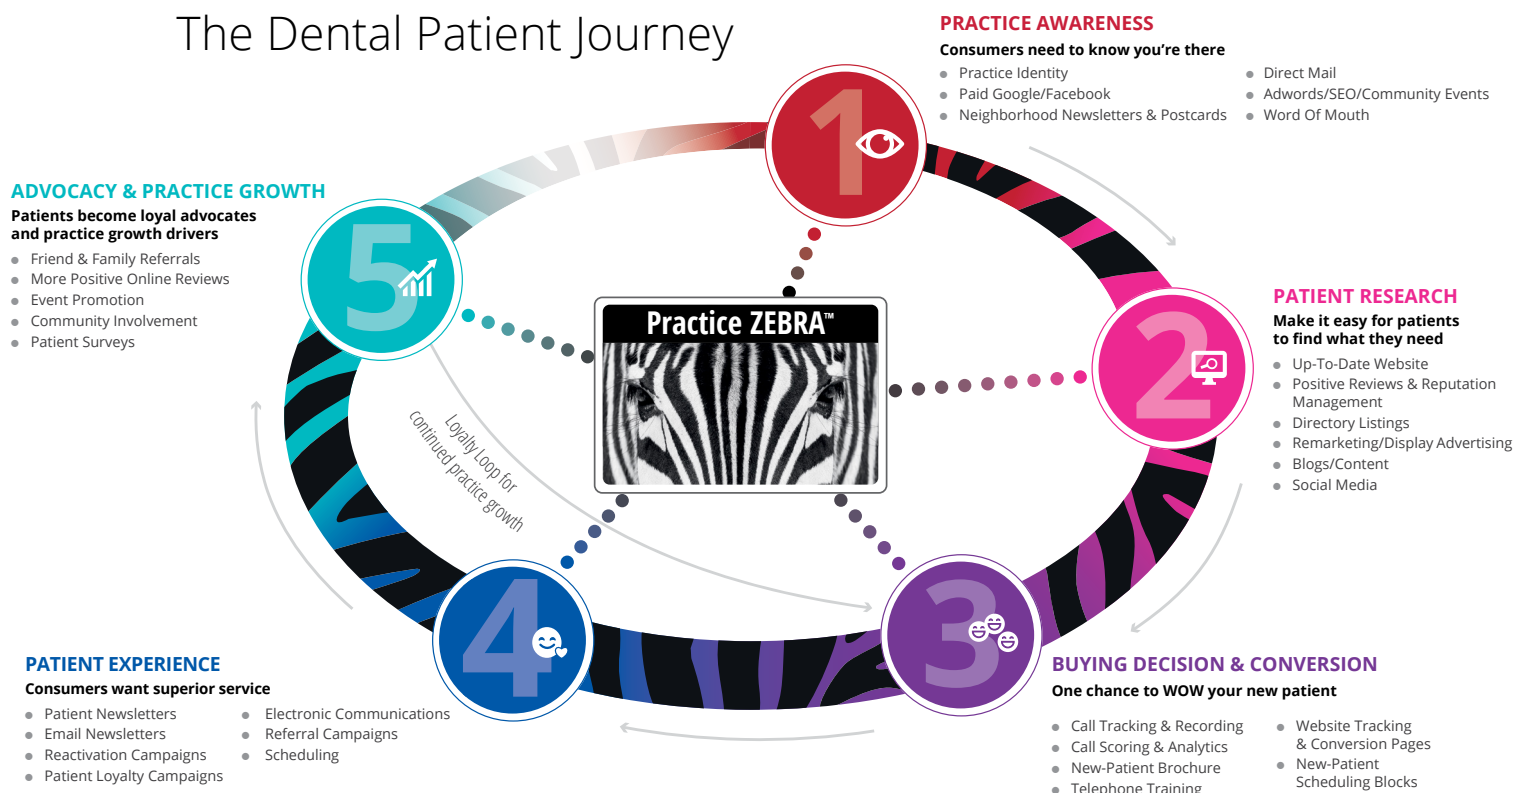 The Dental Patient Journey
1
PRACTICE AWARENESS
Consumers need to know you’re there
Practice Identity
Paid Google/Facebook
Neighborhood Newsletters & Postcards
Direct Mail
Adwords/SEO/Community Events
Word Of Mouth
2
PATIENT RESEARCH
Make it easy for patients
to find what they need
Up-To-Date Website
Positive Reviews & Reputation
Management
Directory Listings
Remarketing/Display Advertising
Blogs/Content
Social Media
3
BUYING DECISION & CONVERSION
One chance to WOW your new patient
Call Tracking & Recording
Call Scoring & Analytics
New-Patient Brochure
Telephone Training
Website Tracking
& Conversion Pages
New-Patient
Scheduling Blocks
4
PATIENT EXPERIENCE
Consumers want superior service
Patient Newsletters
Email Newsletters
Reactivation Campaigns
Patient Loyalty Campaigns
Electronic Communications
Referral Campaigns
Scheduling
5
ADVOCACY & PRACTICE GROWTH
Patients become loyal advocates
and practice growth drivers
Friend & Family Referrals
More Positive Online Reviews
Event Promotion
Community Involvement
Patient Surveys
Practice ZEBRA™
Loyalty Loop for
continued practice growth